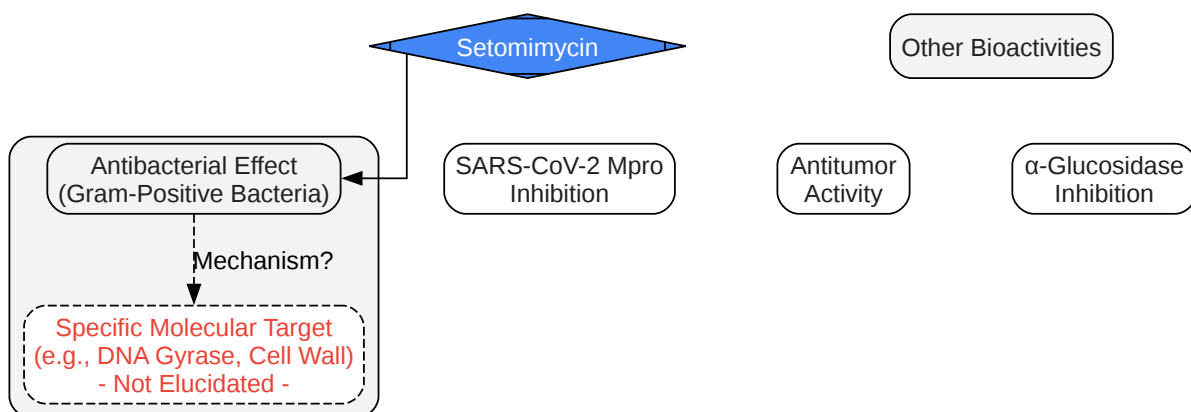 Setomimycin
Other Bioactivities
Antibacterial Effect
(Gram-Positive Bacteria)
SARS-CoV-2 Mpro
Inhibition
Antitumor
Activity
α-Glucosidase
Inhibition
Mechanism?
Specific Molecular Target
(e.g., DNA Gyrase, Cell Wall)
- Not Elucidated -